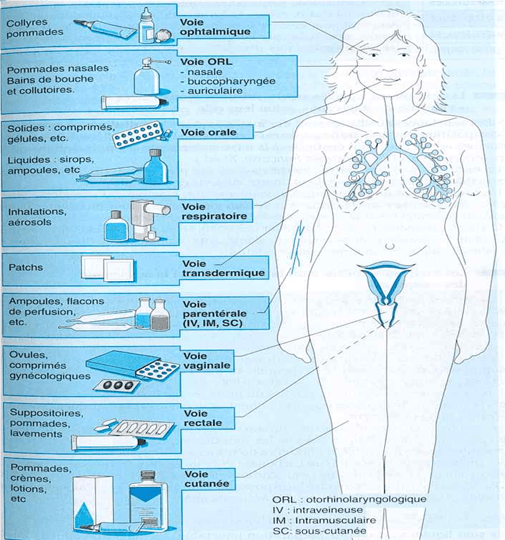 Collyres
pommades
Voie
ophtalmique
Pommades nasales
Bains de bouche
et collutoires.
Voie ORL
- nasale
- buccopharyngée
- auriculaire
Solides : comprimés,
gélules, etc.
Liquides : sirops,
ampoules, etc
Voie orale
Inhalations,
aérosols
Voie
respiratoire
Patchs
Voie
transdermique
Ampoules, flacons
de perfusion,
etc.
Voie
parentérale
(IV, IM, SC)
Ovules,
comprimés
gynécologiques
Voie
vaginale
Suppositoires,
pommades,
lavements
Voie
rectale
Pommades,
crèmes,
lotions,
etc
Voie
cutanée
ORL : otorhinolaryngologique
IV : intraveineuse
IM : Intramusculaire
SC: sous-cutanée